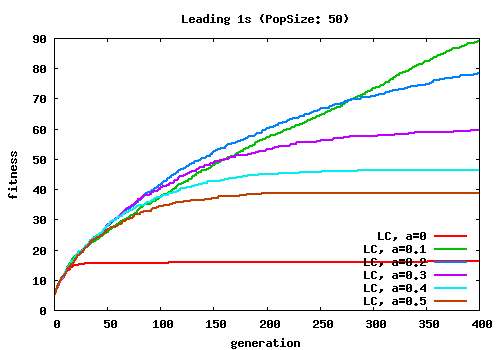 Leading 1s (PopSize: 50)
90
80
70
60
50
40
30
20
10
0
fitness
0 50 100 150 200 250 300 350 400
generation
LC, a=0
LC, a=0.1
LC, a=0.2
LC, a=0.3
LC, a=0.4
LC, a=0.5